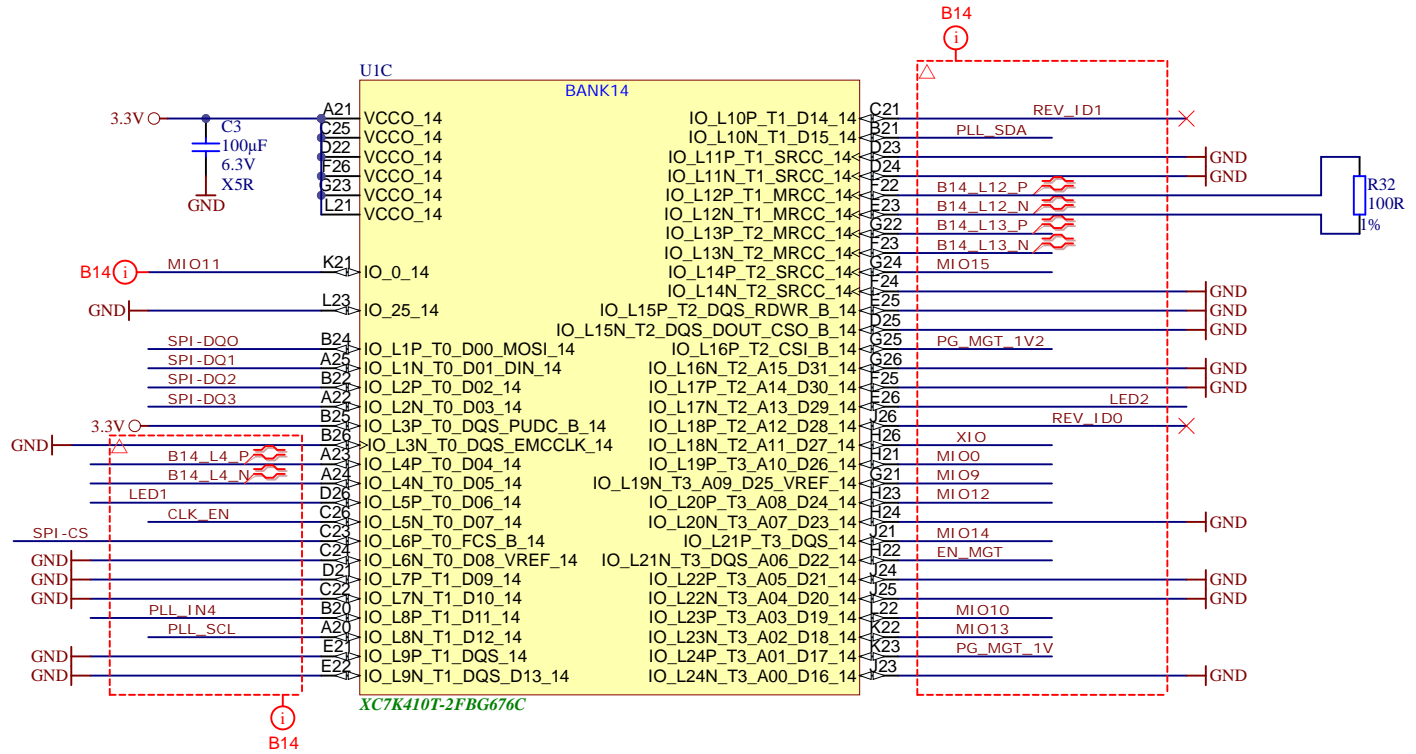 B14
U1C
BANK14
3.3V
C3
100µF
6.3V
X5R
GND
A21 VCCO_14
C25 VCCO_14
D22 VCCO_14
F26 VCCO_14
G23 VCCO_14
L21 VCCO_14
B14 MIO11 K21 IO_0_14
GND L23 IO_25_14
SPI-DQ0 B24 IO_L1P_T0_D00_MOSI_14
SPI-DQ1 A25 IO_L1N_T0_D01_DIN_14
SPI-DQ2 B22 IO_L2P_T0_D02_14
SPI-DQ3 A22 IO_L2N_T0_D03_14
3.3V B25 IO_L3P_T0_DQS_PUDC_B_14
GND B26 IO_L3N_T0_DQS_EMCCLK_14
B14_L4_P A23 IO_L4P_T0_D04_14
B14_L4_N A24 IO_L4N_T0_D05_14
LED1 D26 IO_L5P_T0_D06_14
CLK_EN C26 IO_L5N_T0_D07_14
SPI-CS C23 IO_L6P_T0_FCS_B_14
GND C24 IO_L6N_T0_D08_VREF_14
GND D21 IO_L7P_T1_D09_14
GND C22 IO_L7N_T1_D10_14
PLL_IN4 B20 IO_L8P_T1_D11_14
PLL_SCL A20 IO_L8N_T1_D12_14
GND E21 IO_L9P_T1_DQS_14
GND E22 IO_L9N_T1_DQS_D13_14
IO_L10P_T1_D14_14 C21 REV_ID1
IO_L10N_T1_D15_14 B21 PLL_SDA
IO_L11P_T1_SRCC_14 D23 GND
IO_L11N_T1_SRCC_14 D24 GND
IO_L12P_T1_MRCC_14 F22 B14_L12_P
IO_L12N_T1_MRCC_14 E23 B14_L12_N
IO_L13P_T2_MRCC_14 G22 B14_L13_P
IO_L13N_T2_MRCC_14 F23 B14_L13_N
IO_L14P_T2_SRCC_14 G24 MIO15
IO_L14N_T2_SRCC_14 F24 GND
IO_L15P_T2_DQS_RDWR_B_14 E25 GND
IO_L15N_T2_DQS_DOUT_CSO_B_14 D25 GND
IO_L16P_T2_CSI_B_14 G25 PG_MGT_1V2
IO_L16N_T2_A15_D31_14 G26 GND
IO_L17P_T2_A14_D30_14 F25 GND
IO_L17N_T2_A13_D29_14 E26 LED2
IO_L18P_T2_A12_D28_14 J26 REV_ID0
IO_L18N_T2_A11_D27_14 H26 XIO
IO_L19P_T3_A10_D26_14 H21 MIO0
IO_L19N_T3_A09_D25_VREF_14 G21 MIO9
IO_L20P_T3_A08_D24_14 H23 MIO12
IO_L20N_T3_A07_D23_14 H24 GND
IO_L21P_T3_DQS_14 J21 MIO14
IO_L21N_T3_DQS_A06_D22_14 H22 EN_MGT
IO_L22P_T3_A05_D21_14 J24 GND
IO_L22N_T3_A04_D20_14 J25 GND
IO_L23P_T3_A03_D19_14 L22 MIO10
IO_L23N_T3_A02_D18_14 K22 MIO13
IO_L24P_T3_A01_D17_14 K23 PG_MGT_1V
IO_L24N_T3_A00_D16_14 J23 GND
R32
100R
1%
XC7K410T-2FBG676C
B14